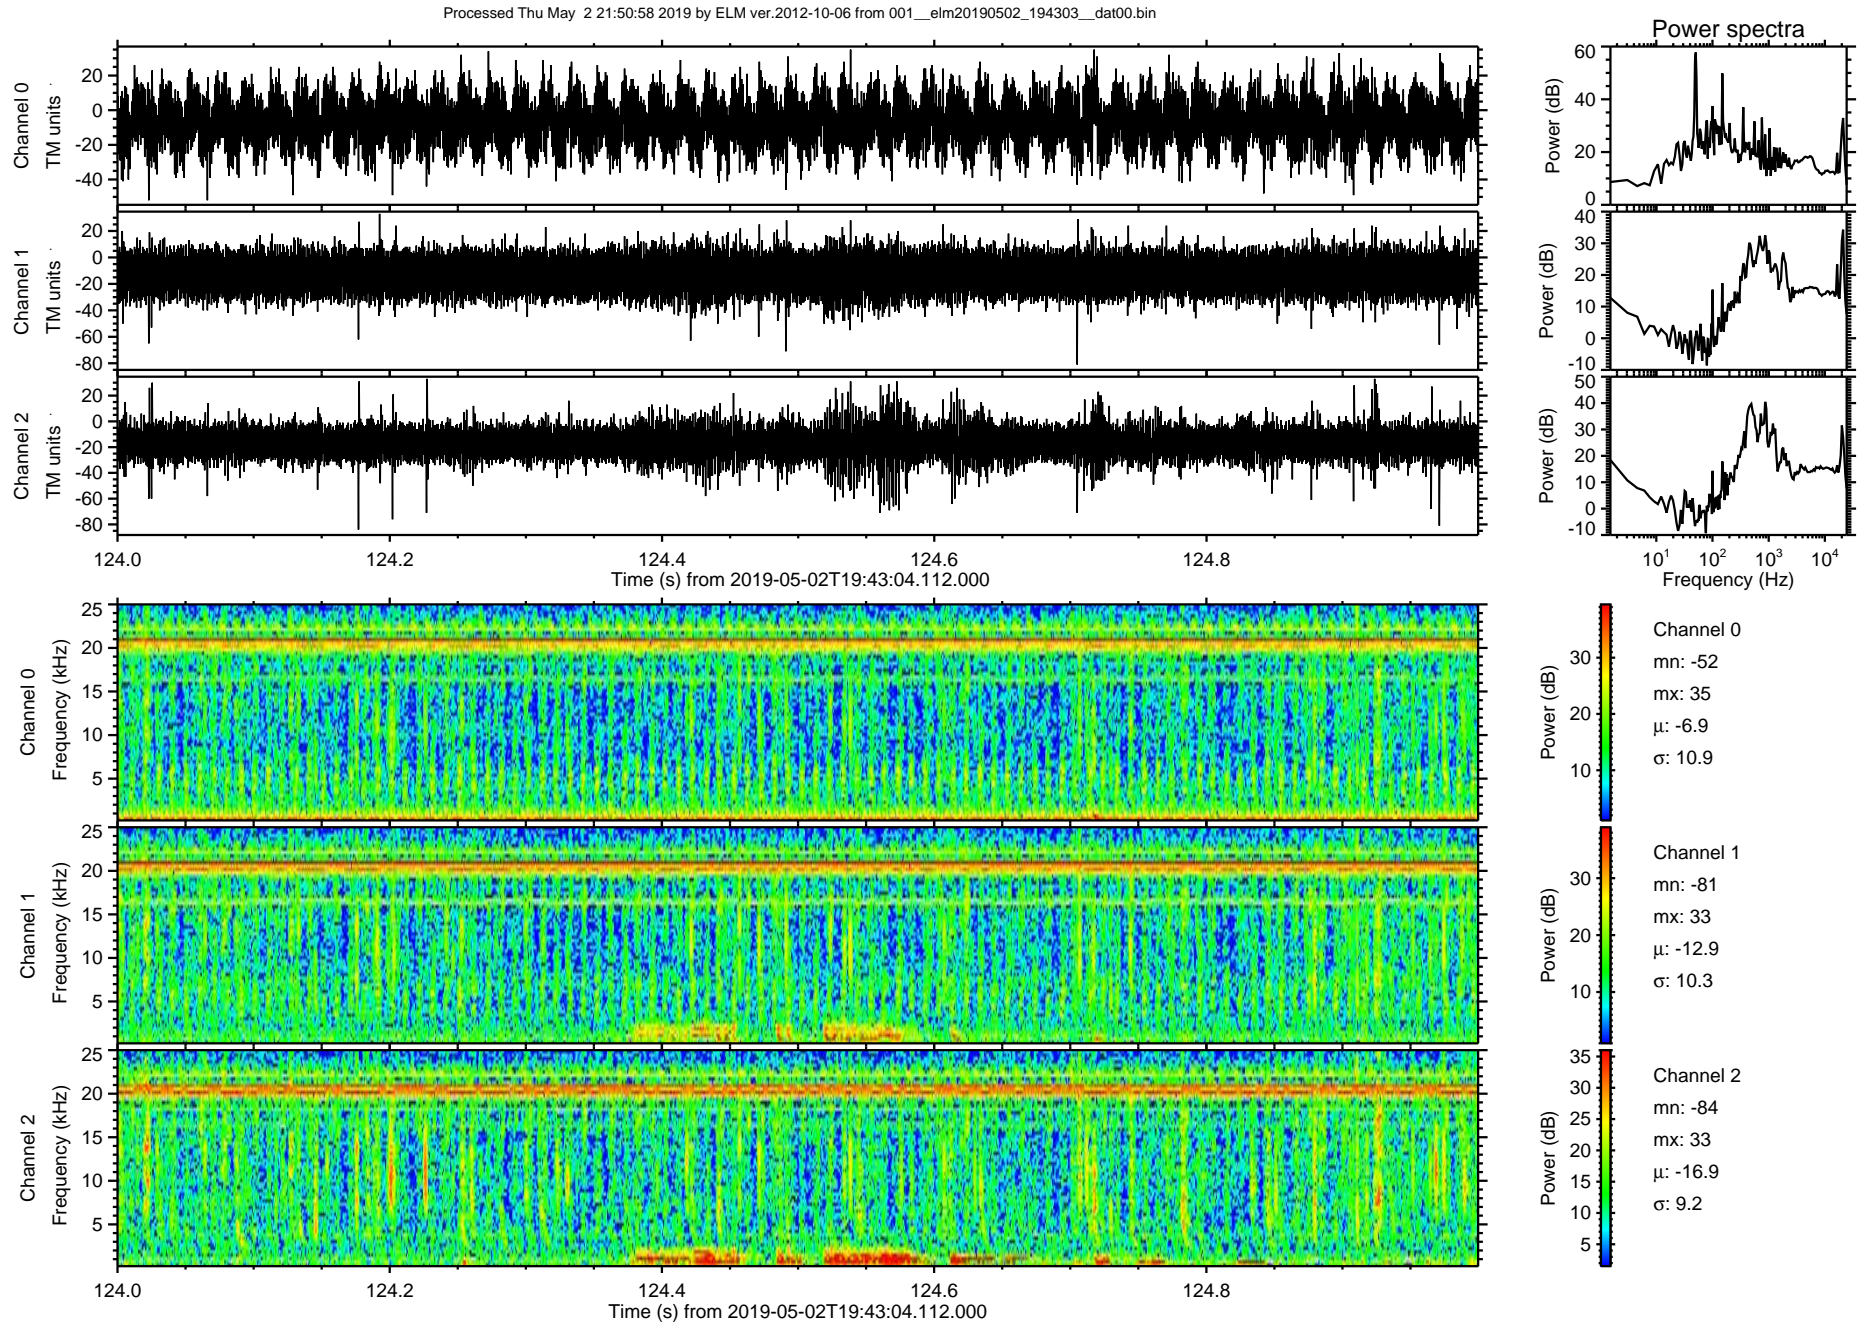 Processed Thu May  2 21:50:58 2019 by ELM ver.2012-10-06 from 001__elm20190502_194303__dat00.bin
Power spectra
Channel 0
TM units
20
0
-20
-40
Power (dB)
60
40
20
0
Channel 1
TM units
20
0
-20
-40
-60
-80
Power (dB)
40
30
20
10
0
-10
Channel 2
TM units
20
0
-20
-40
-60
-80
Power (dB)
50
40
30
20
10
0
-10
124.0 124.2 124.4 124.6 124.8
Time (s) from 2019-05-02T19:43:04.112.000
10^1 10^2 10^3 10^4
Frequency (Hz)
Channel 0
Frequency (kHz)
25
20
15
10
5
Power (dB)
30
20
10
Channel 0
mn: -52
mx: 35
μ: -6.9
σ: 10.9
Channel 1
Frequency (kHz)
25
20
15
10
5
Power (dB)
30
20
10
Channel 1
mn: -81
mx: 33
μ: -12.9
σ: 10.3
Channel 2
Frequency (kHz)
25
20
15
10
5
Power (dB)
35
30
25
20
15
10
5
Channel 2
mn: -84
mx: 33
μ: -16.9
σ: 9.2
124.0 124.2 124.4 124.6 124.8
Time (s) from 2019-05-02T19:43:04.112.000